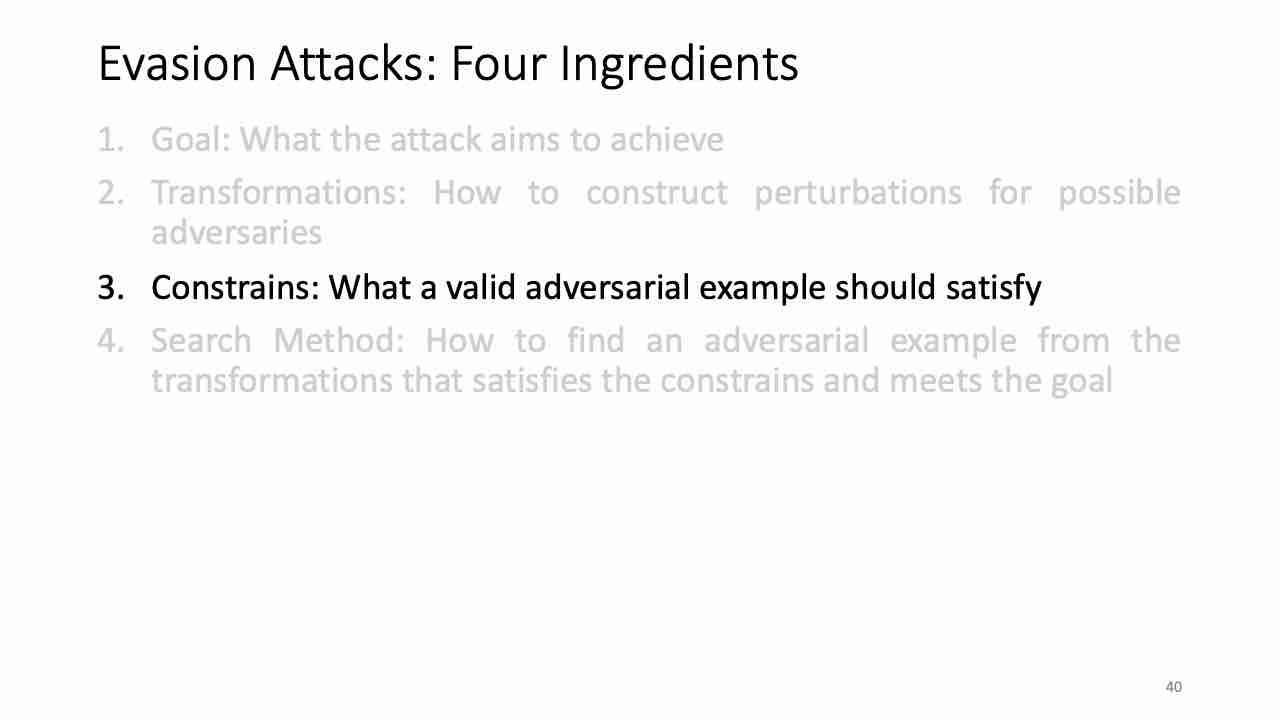 Evasion Attacks: Four Ingredients
1. Goal: What the attack aims to achieve
2. Transformations: How to construct perturbations for possible
adversaries
3. Constrains: What a valid adversarial example should satisfy
4. Search Method: How to find an adversarial example from the
transformations that satisfies the constrains and meets the goal
40